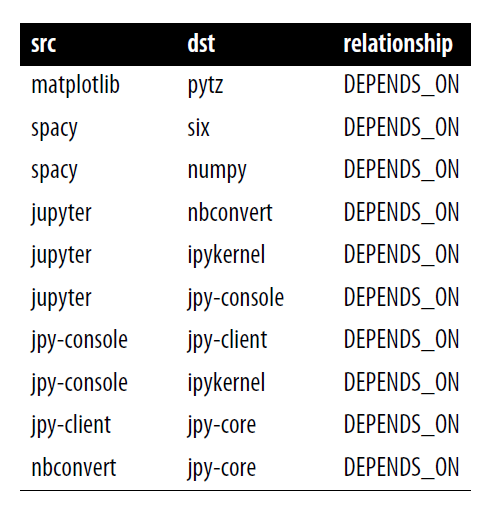 src dst relationship
matplotlib pytz DEPENDS_ON
spacy six DEPENDS_ON
spacy numpy DEPENDS_ON
jupyter nbconvert DEPENDS_ON
jupyter ipykernel DEPENDS_ON
jupyter jpy-console DEPENDS_ON
jpy-console jpy-client DEPENDS_ON
jpy-console ipykernel DEPENDS_ON
jpy-client jpy-core DEPENDS_ON
nbconvert jpy-core DEPENDS_ON